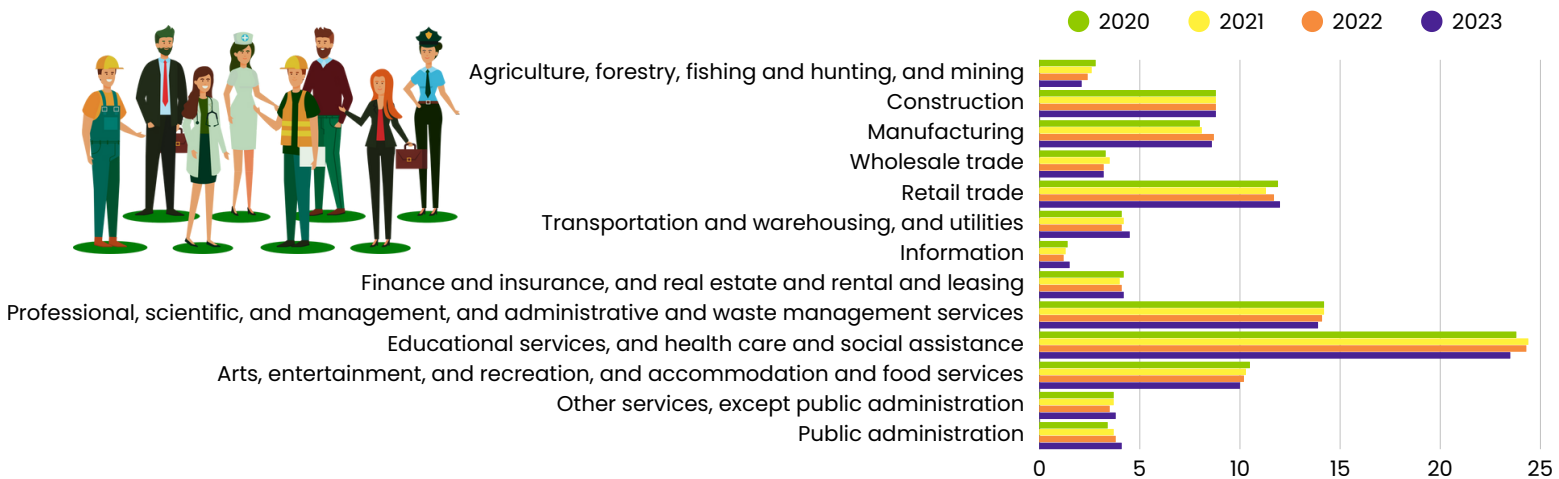 2020 2021 2022 2023
Agriculture, forestry, fishing and hunting, and mining
Construction
Manufacturing
Wholesale trade
Retail trade
Transportation and warehousing, and utilities
Information
Finance and insurance, and real estate and rental and leasing
Professional, scientific, and management, and administrative and waste management services
Educational services, and health care and social assistance
Arts, entertainment, and recreation, and accommodation and food services
Other services, except public administration
Public administration
0 5 10 15 20 25